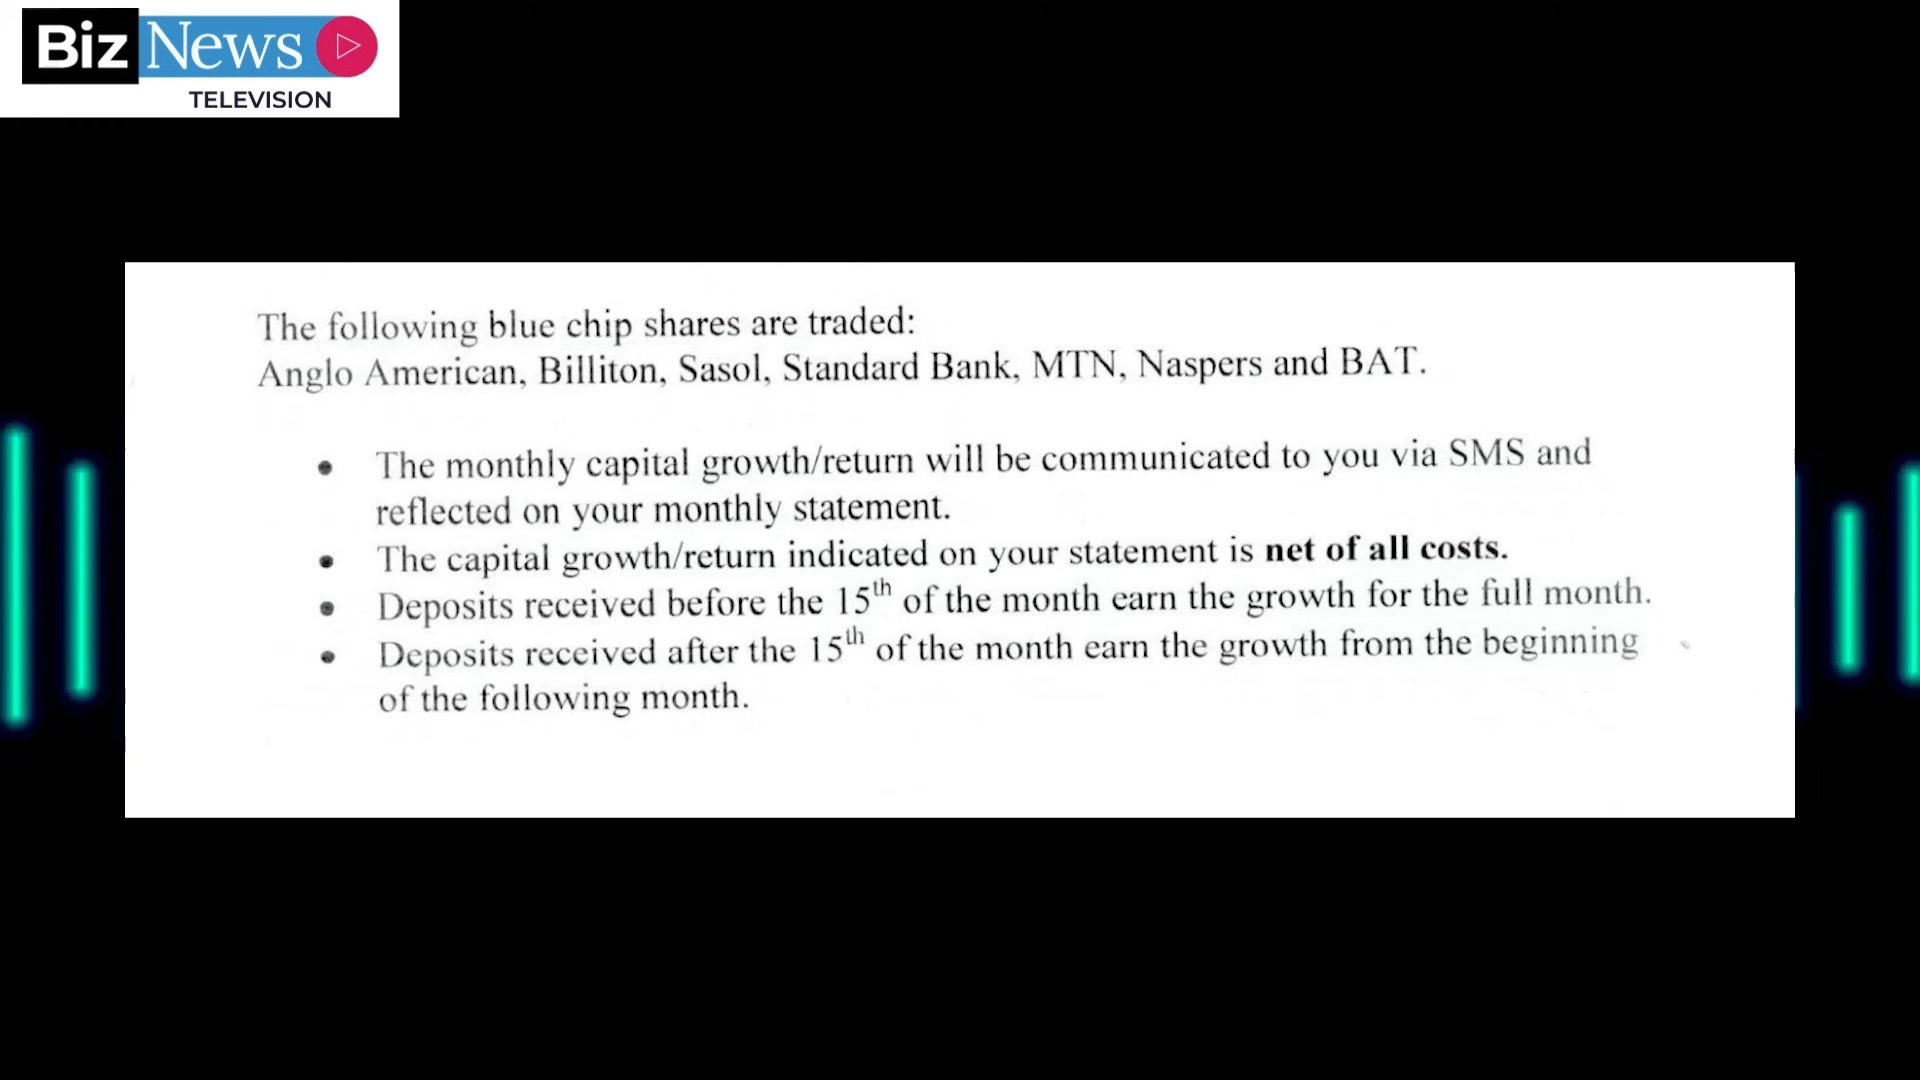 Biz News
TELEVISION
The following blue chip shares are traded:
Anglo American, Billiton, Sasol, Standard Bank, MTN, Naspers and BAT.
• The monthly capital growth/return will be communicated to you via SMS and
reflected on your monthly statement.
• The capital growth/return indicated on your statement is net of all costs.
• Deposits received before the 15th of the month earn the growth for the full month.
• Deposits received after the 15th of the month earn the growth from the beginning
of the following month.